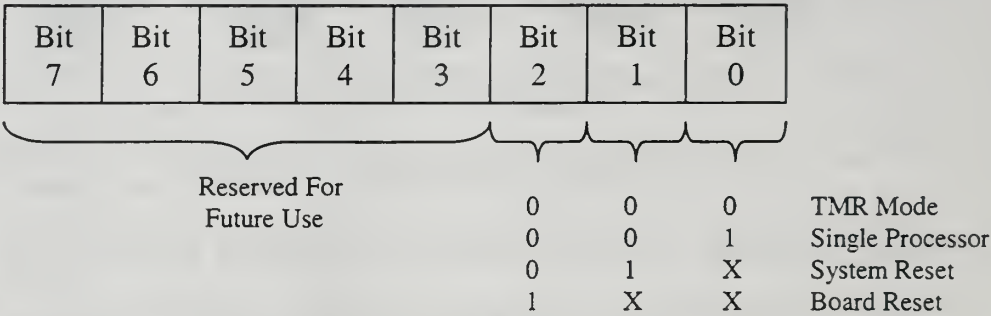 Bit Bit Bit Bit Bit Bit Bit Bit
7 6 5 4 3 2 1 0
Reserved For
Future Use
0 0 0 TMR Mode
0 0 1 Single Processor
0 1 X System Reset
1 X X Board Reset